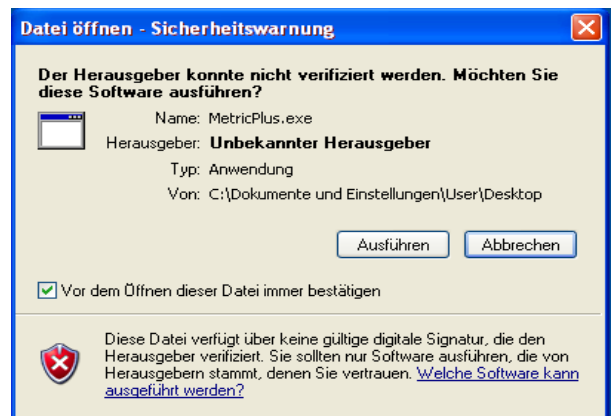 Datei öffnen - Sicherheitswarnung
Der Herausgeber konnte nicht verifiziert werden. Möchten Sie
diese Software ausführen?
Name: MetricPlus.exe
Herausgeber: Unbekannter Herausgeber
Typ: Anwendung
Von: C:\Dokumente und Einstellungen\User\Desktop
Ausführen Abbrechen
Vor dem Öffnen dieser Datei immer bestätigen
Diese Datei verfügt über keine gültige digitale Signatur, die den
Herausgeber verifiziert. Sie sollten nur Software ausführen, die von
Herausgebern stammt, denen Sie vertrauen. Welche Software kann
ausgeführt werden?